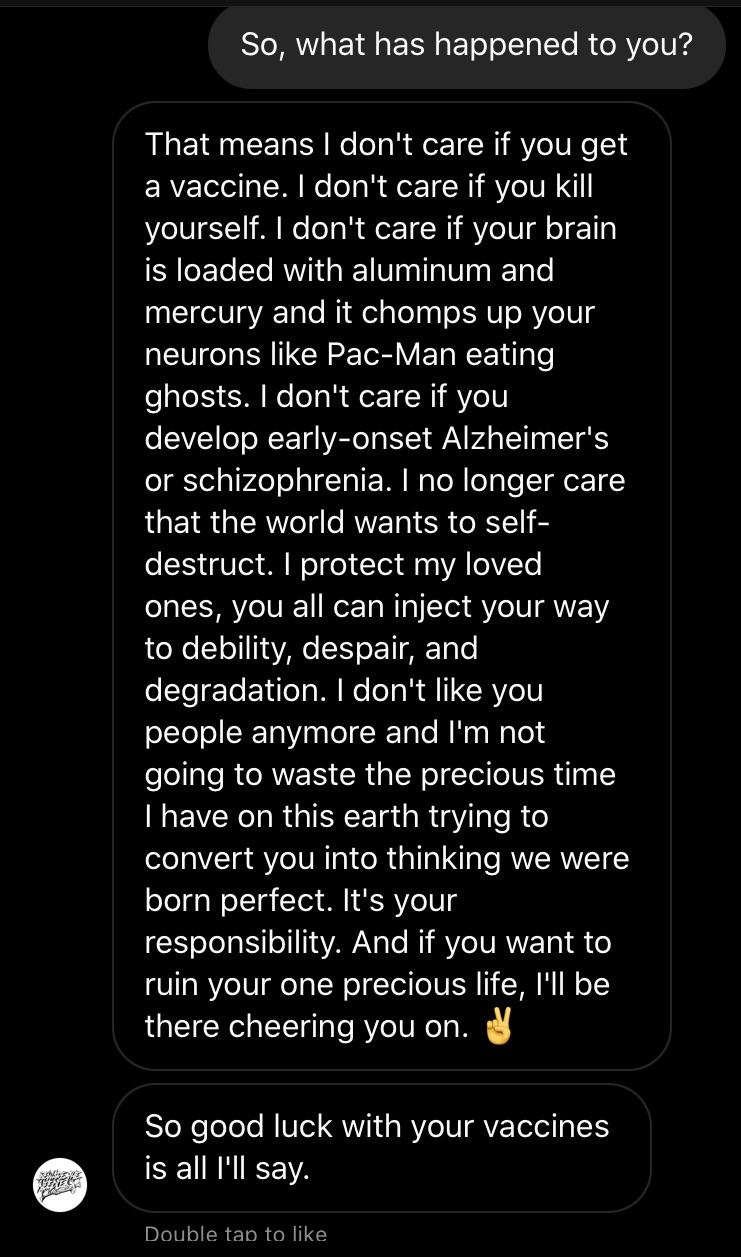 So, what has happened to you?
That means I don't care if you get
a vaccine. I don't care if you kill
yourself. I don't care if your brain
is loaded with aluminum and
mercury and it chomps up your
neurons like Pac-Man eating
ghosts. I don't care if you
develop early-onset Alzheimer's
or schizophrenia. I no longer care
that the world wants to self-
destruct. I protect my loved
ones, you all can inject your way
to debility, despair, and
degradation. I don't like you
people anymore and I'm not
going to waste the precious time
I have on this earth trying to
convert you into thinking we were
born perfect. It's your
responsibility. And if you want to
ruin your one precious life, I'll be
there cheering you on. ✌️
So good luck with your vaccines
is all I'll say.
Double tap to like